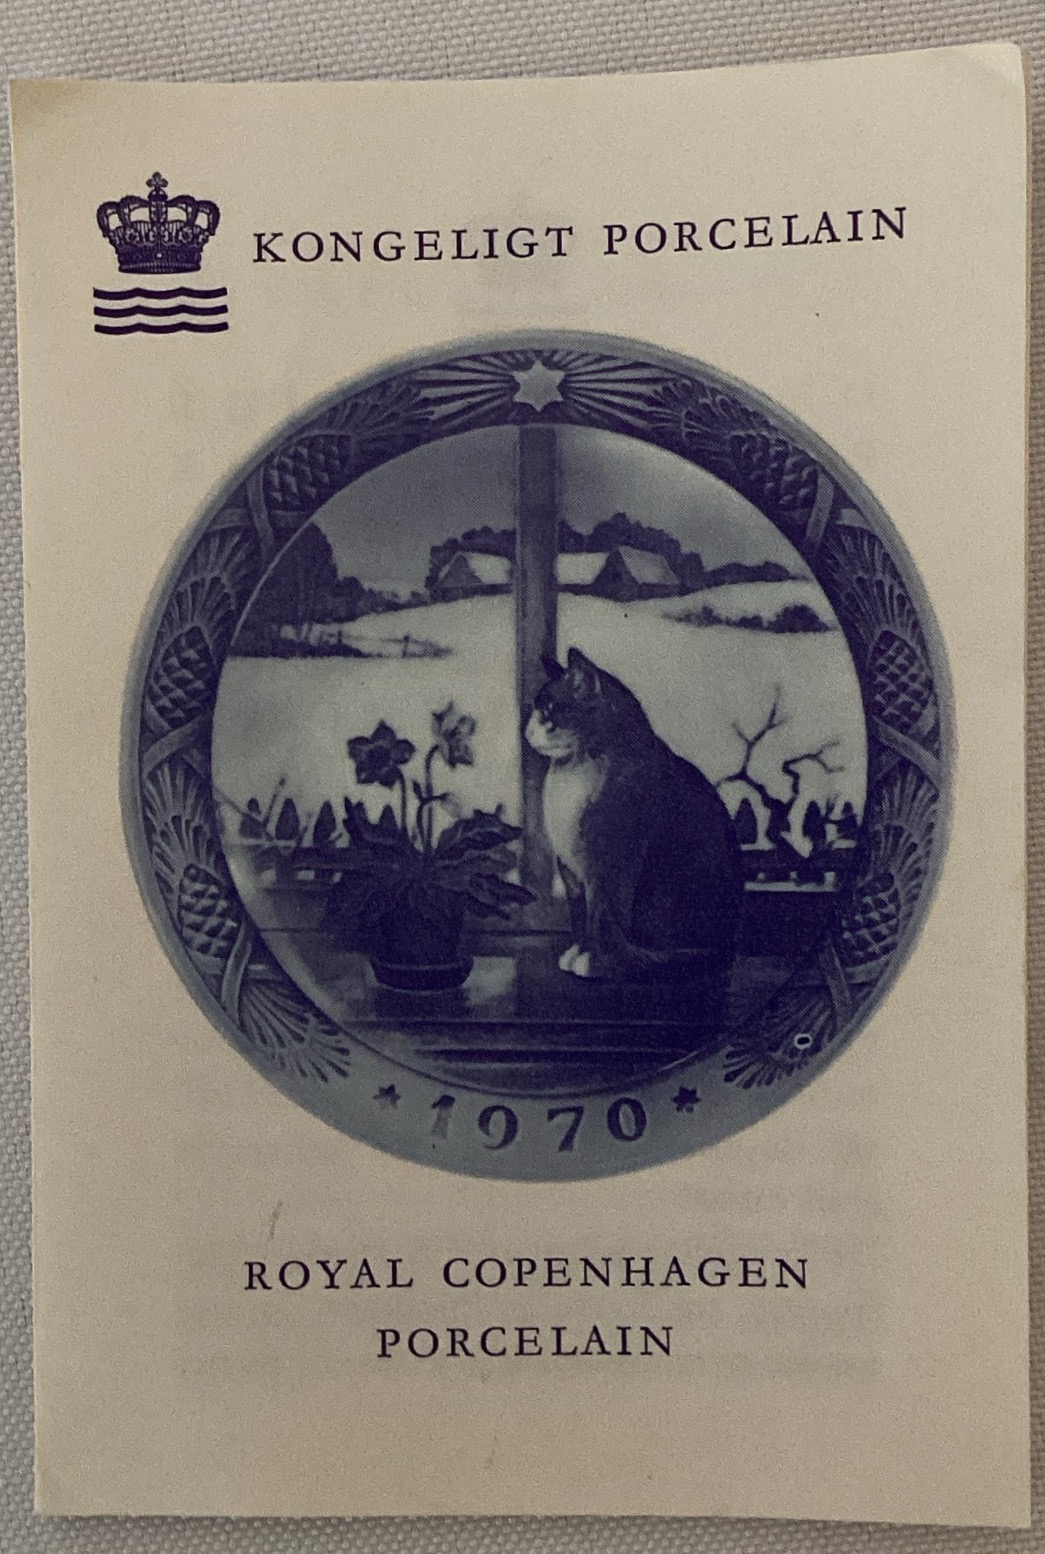 KONGELIGT PORCELAIN
1970
ROYAL COPENHAGEN
PORCELAIN